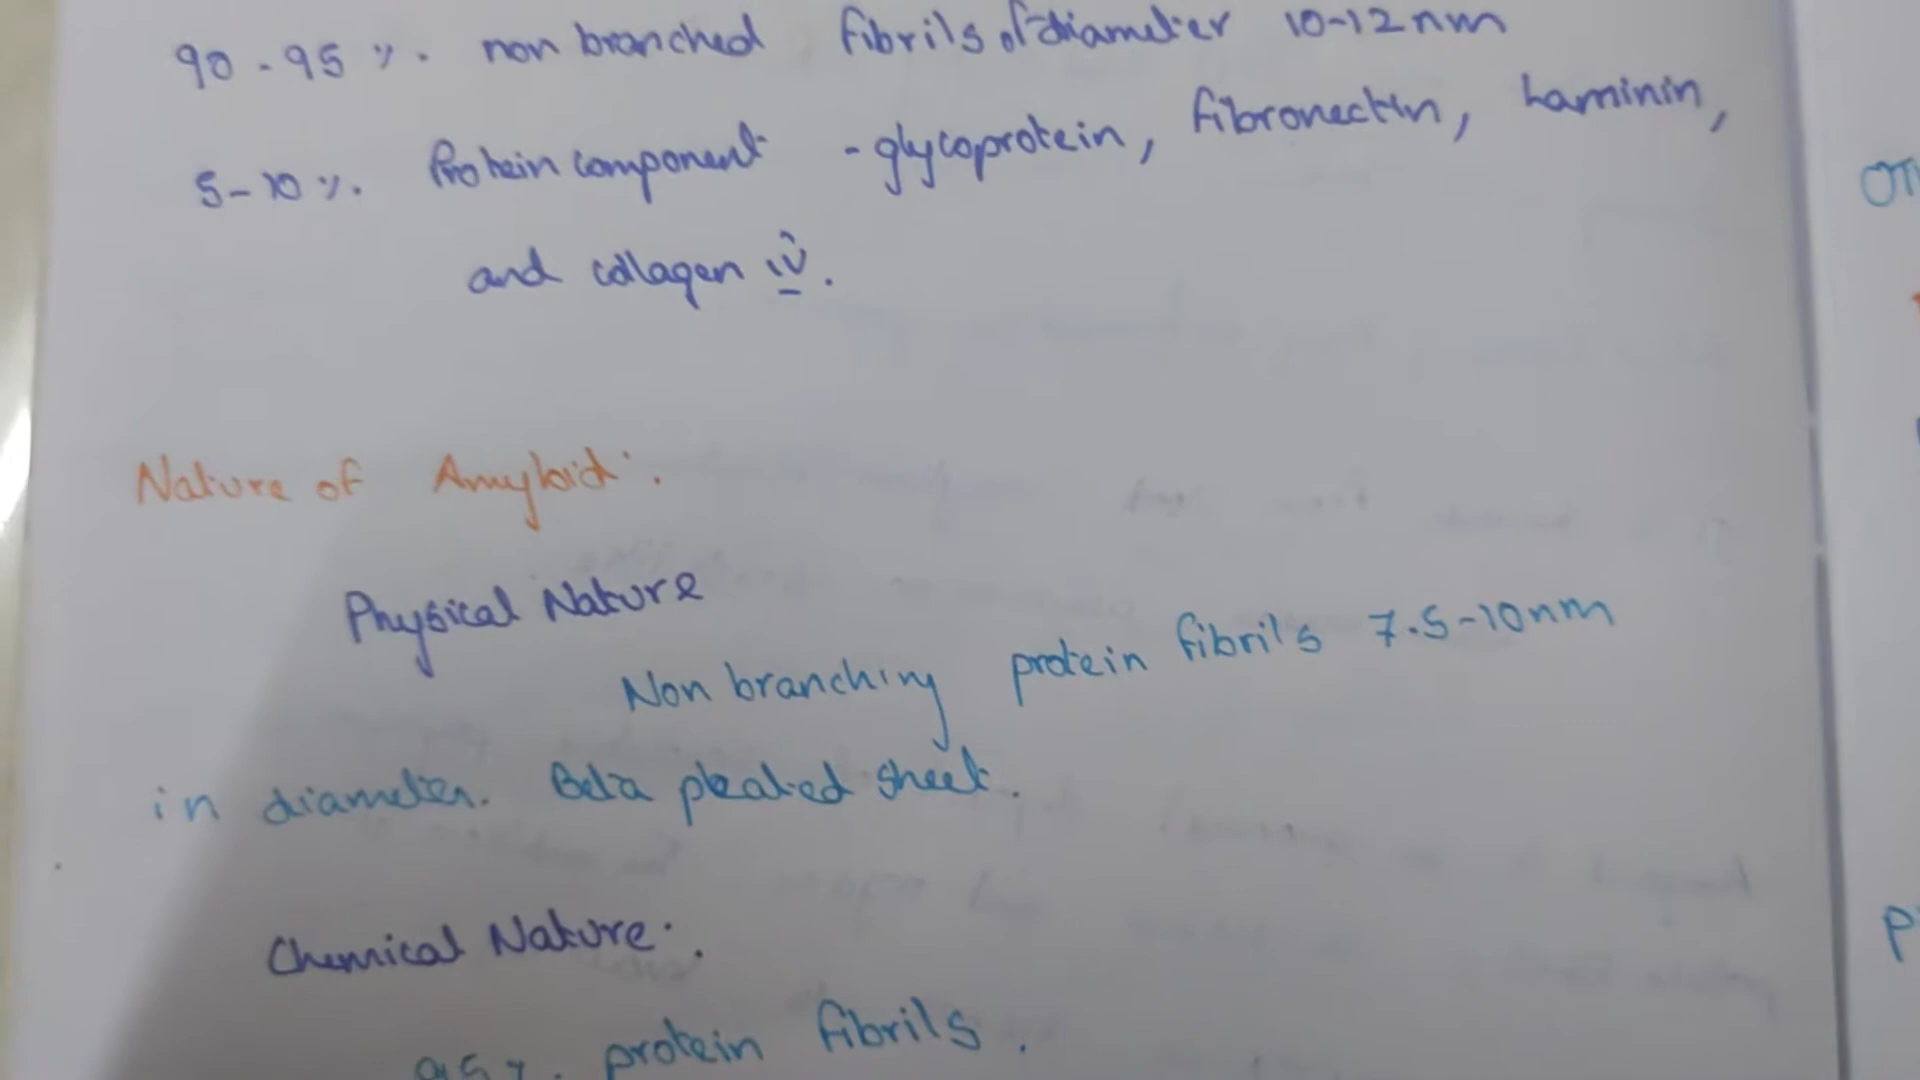 90-95 %. non branched fibrils of diameter 10-12nm
5-10 %. Protein component - glycoprotein, fibronectin, Laminin,
and collagen IV.
Nature of Amyloid:
Physical Nature
Non branching protein fibrils 7.5-10nm
in diameter. Beta pleated sheet.
Chemical Nature:
95%. protein fibrils.